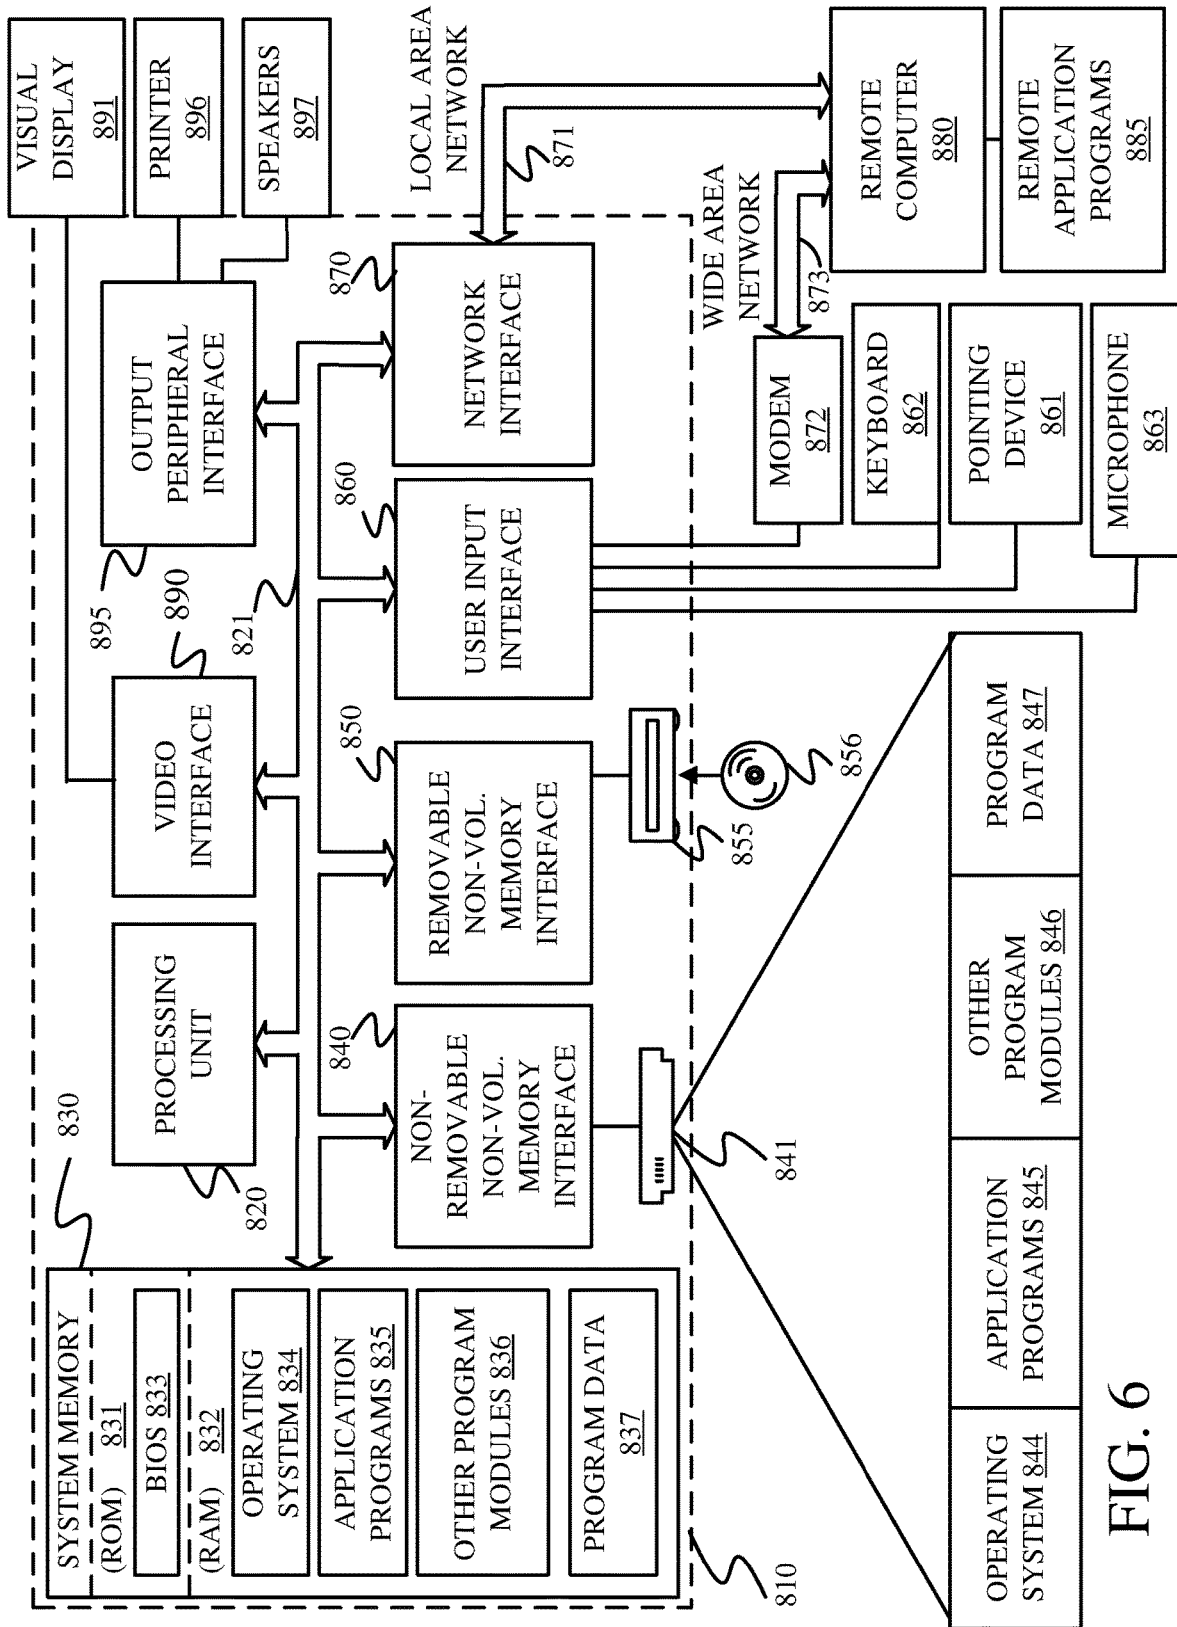 SYSTEM MEMORY
(ROM) 831
BIOS 833
(RAM) 832
OPERATING
SYSTEM 834
APPLICATION
PROGRAMS 835
OTHER PROGRAM
MODULES 836
PROGRAM DATA
837
810
830
PROCESSING
UNIT
820
VIDEO
INTERFACE
890
OUTPUT
PERIPHERAL
INTERFACE
895
821
VISUAL
DISPLAY
891
PRINTER
896
SPEAKERS
897
NON-
REMOVABLE
NON-VOL.
MEMORY
INTERFACE
840
REMOVABLE
NON-VOL.
MEMORY
INTERFACE
850
USER INPUT
INTERFACE
860
NETWORK
INTERFACE
870
LOCAL AREA
NETWORK
871
841
855
856
WIDE AREA
NETWORK
873
MODEM
872
KEYBOARD
862
POINTING
DEVICE
861
MICROPHONE
863
REMOTE
COMPUTER
880
REMOTE
APPLICATION
PROGRAMS
885
OPERATING
SYSTEM 844
APPLICATION
PROGRAMS 845
OTHER
PROGRAM
MODULES 846
PROGRAM
DATA 847
FIG. 6